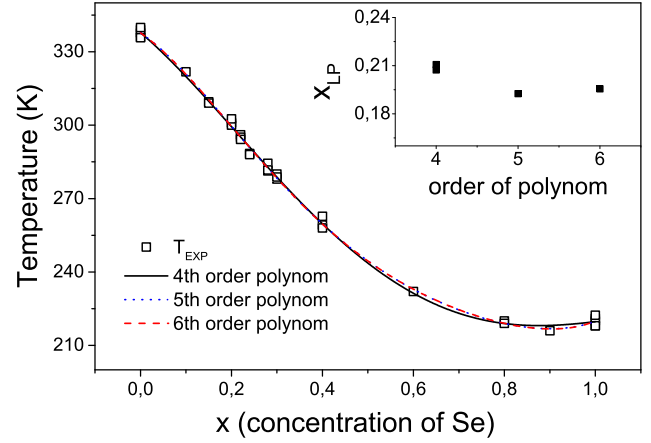 0,24
0,21
0,18
x_LP
4 5 6
order of polynom
330
300
270
240
210
Temperature (K)
T_EXP
4th order polynom
5th order polynom
6th order polynom
0,0 0,2 0,4 0,6 0,8 1,0
x (concentration of Se)